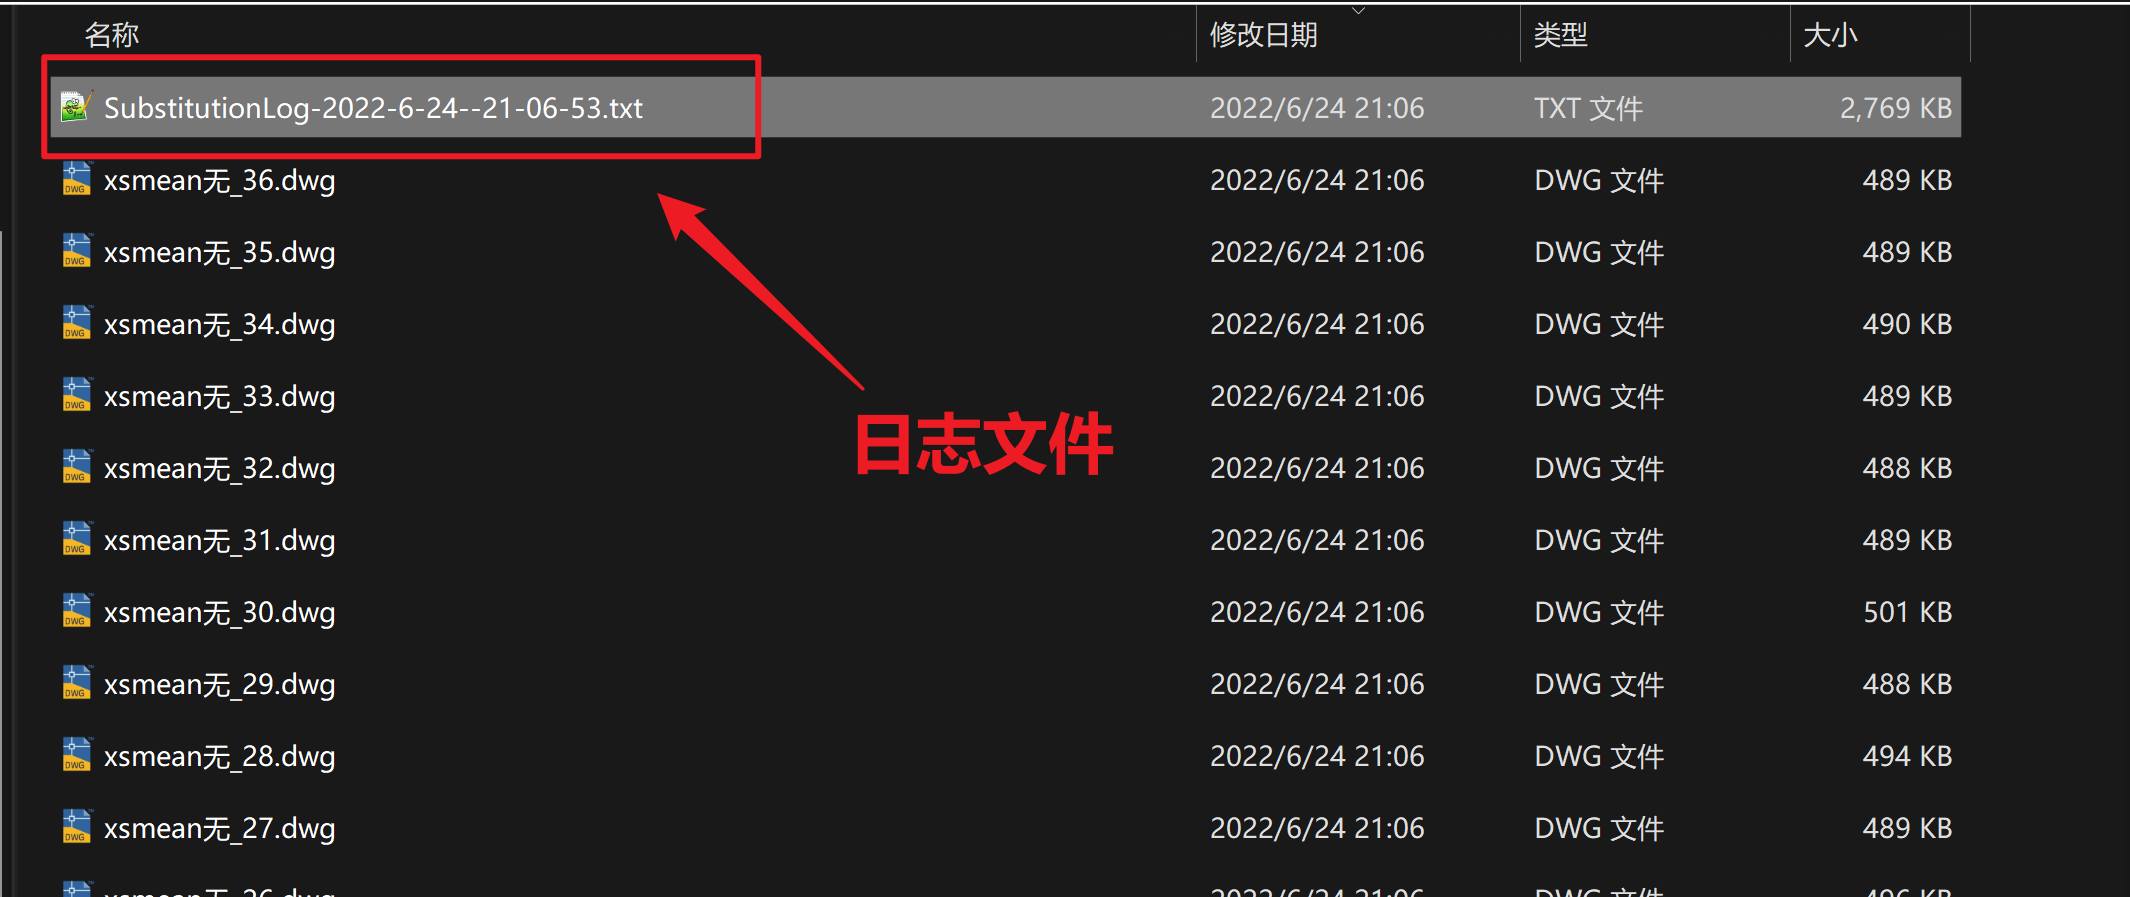 名称 修改日期 类型 大小
SubstitutionLog-2022-6-24--21-06-53.txt 2022/6/24 21:06 TXT 文件 2,769 KB
xsmean无_36.dwg 2022/6/24 21:06 DWG 文件 489 KB
xsmean无_35.dwg 2022/6/24 21:06 DWG 文件 489 KB
xsmean无_34.dwg 2022/6/24 21:06 DWG 文件 490 KB
xsmean无_33.dwg 2022/6/24 21:06 DWG 文件 489 KB
日志文件
xsmean无_32.dwg 2022/6/24 21:06 DWG 文件 488 KB
xsmean无_31.dwg 2022/6/24 21:06 DWG 文件 489 KB
xsmean无_30.dwg 2022/6/24 21:06 DWG 文件 501 KB
xsmean无_29.dwg 2022/6/24 21:06 DWG 文件 488 KB
xsmean无_28.dwg 2022/6/24 21:06 DWG 文件 494 KB
xsmean无_27.dwg 2022/6/24 21:06 DWG 文件 489 KB